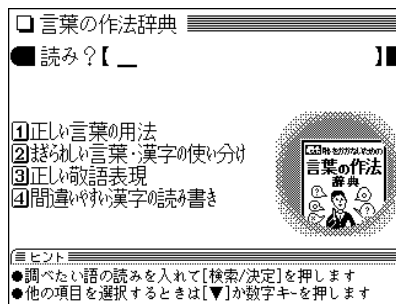 ❏ 言葉の作法辞典
読み?【 _ 】
1正しい言葉の用法
2まぎらわしい言葉・漢字の使い分け
3正しい敬語表現
4間違いやすい漢字の読み書き
言葉の作法
辞典
ヒント
●調べたい語の読みを入れて[検索/決定]を押します
●他の項目を選択するときは[▼]か数字キーを押します